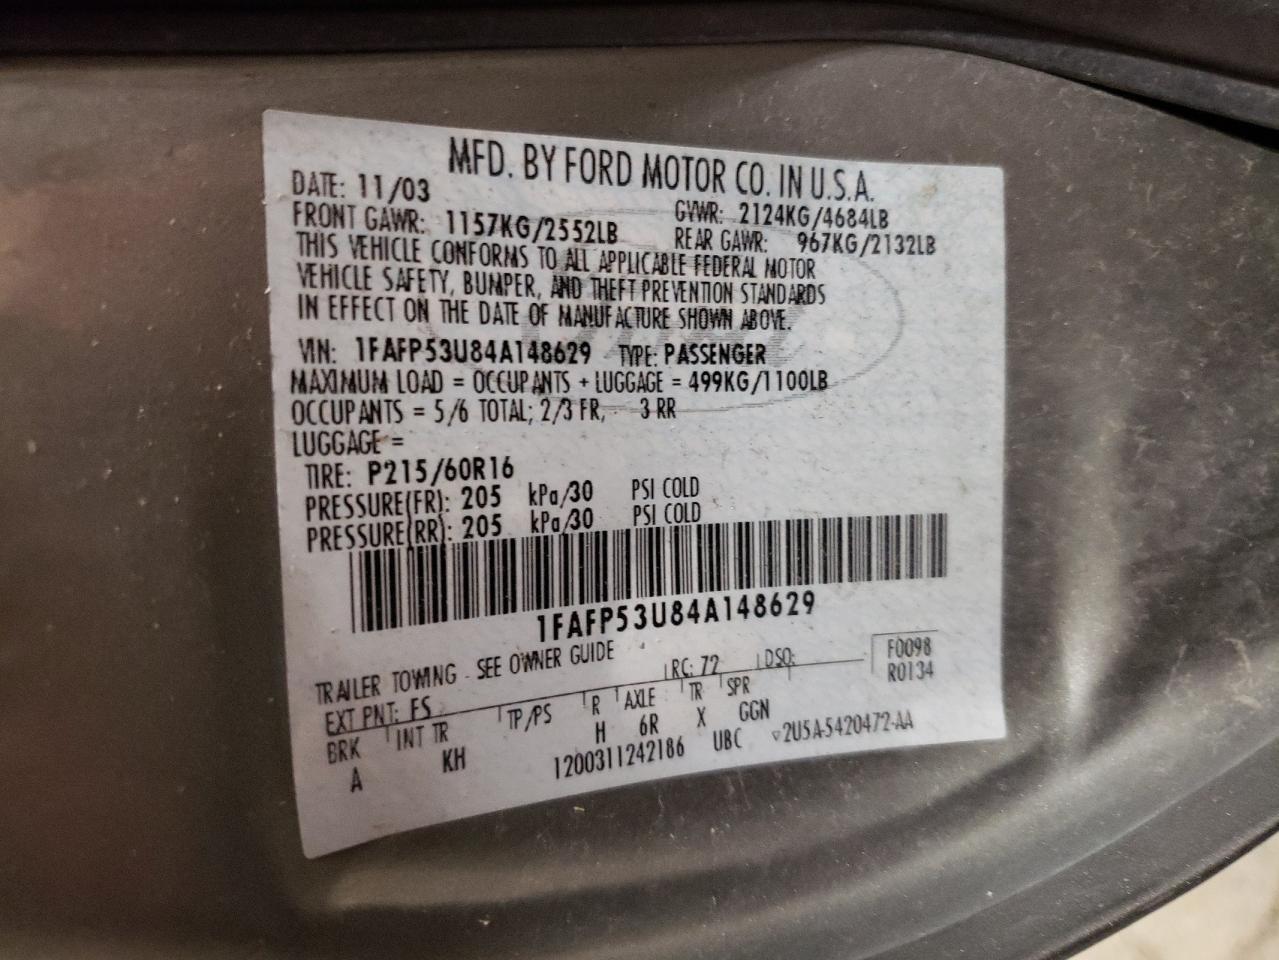 MFD. BY FORD MOTOR CO. IN U.S.A.
DATE: 11/03 GVWR: 2124KG/4684LB
FRONT GAWR: 1157KG/2552LB REAR GAWR: 967KG/2132LB
THIS VEHICLE CONFORMS TO ALL APPLICABLE FEDERAL MOTOR
VEHICLE SAFETY, BUMPER, AND THEFT PREVENTION STANDARDS
IN EFFECT ON THE DATE OF MANUFACTURE SHOWN ABOVE.
VIN: 1FAFP53U84A148629 TYPE: PASSENGER
MAXIMUM LOAD = OCCUPANTS + LUGGAGE = 499KG/1100LB
OCCUPANTS = 5/6 TOTAL; 2/3 FR, 3 RR
LUGGAGE =
TIRE: P215/60R16
PRESSURE(FR): 205 kPa/30 PSI COLD
PRESSURE(RR): 205 kPa/30 PSI COLD
1FAFP53U84A148629
TRAILER TOWING - SEE OWNER GUIDE
F0098
EXT PNT: FS RC: 72 DSO: R0134
BRK INT TR TP/PS R AXLE TR SPR
A KH H 6R X GGN
1200311242186 UBC ▽2U5A-5420472-AA